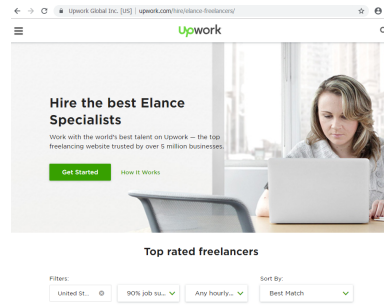 Upwork Global Inc. [US] | upwork.com/hire/elance-freelancers/
Upwork
Hire the best Elance
Specialists
Work with the world's best talent on Upwork — the top
freelancing website trusted by over 5 million businesses.
Get Started How It Works
Top rated freelancers
Filters: Sort By:
United St... 90% job su... Any hourly... Best Match